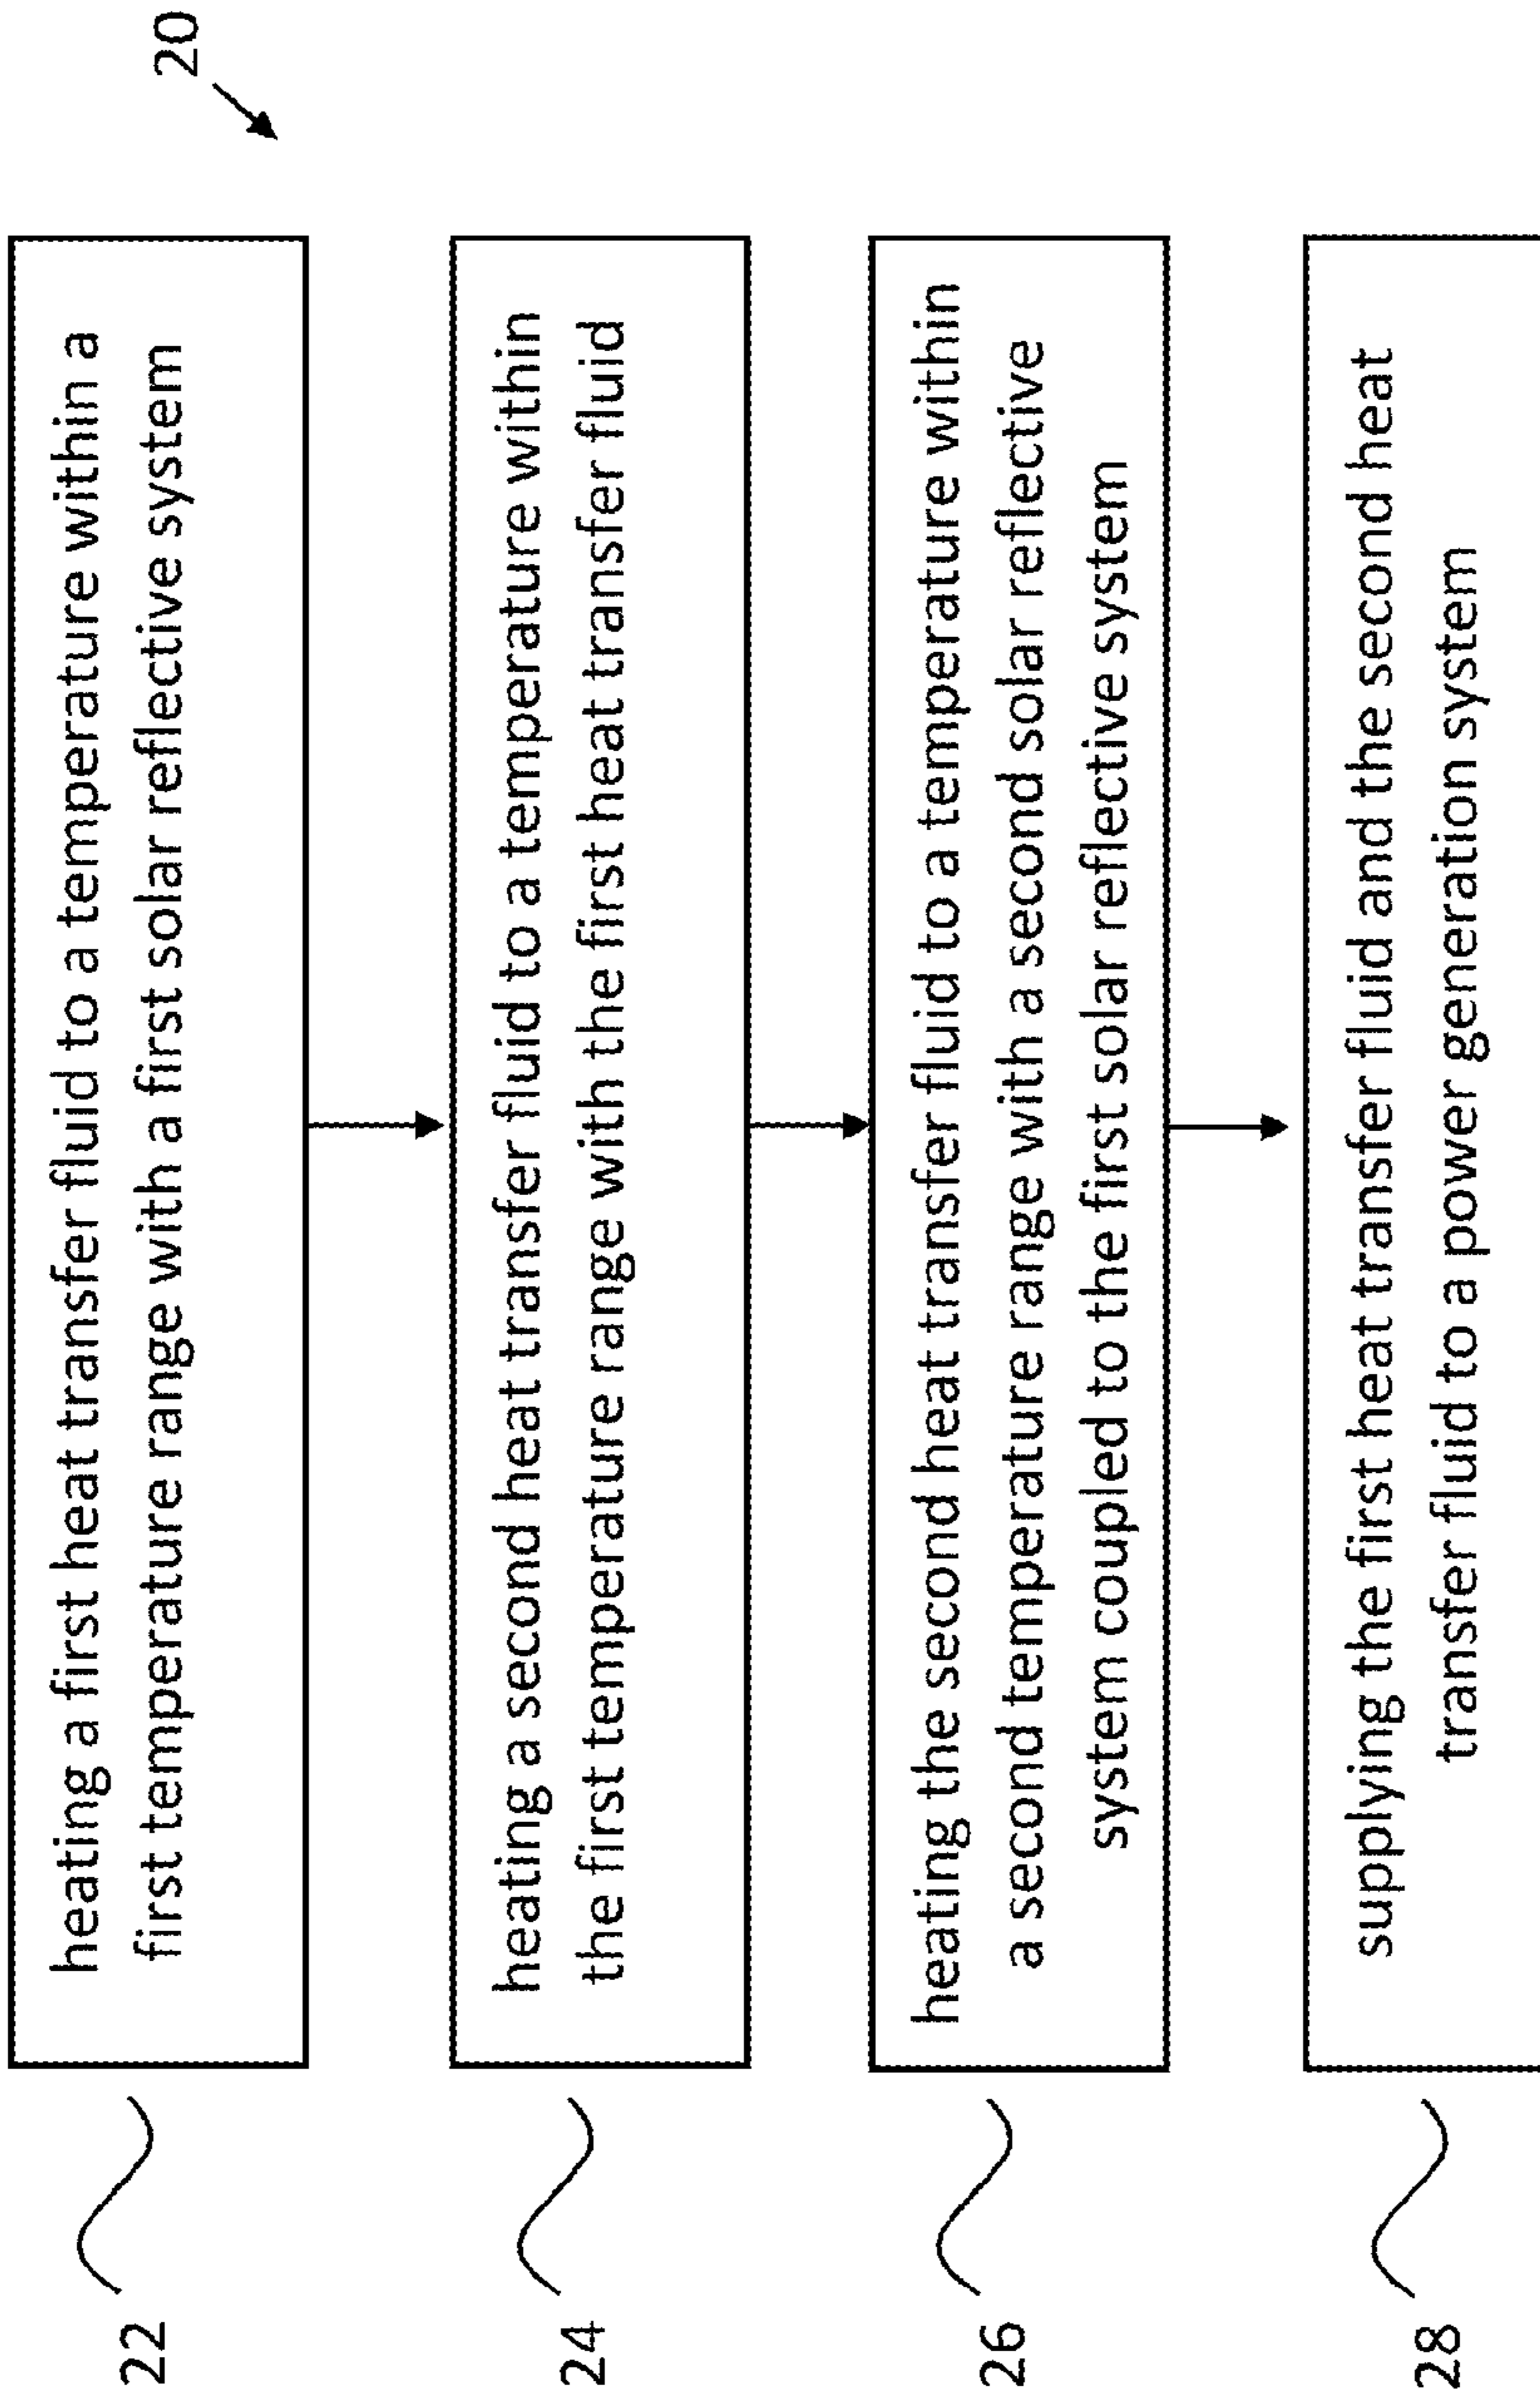 20
22
heating a first heat transfer fluid to a temperature within a
first temperature range with a first solar reflective system
24
heating a second heat transfer fluid to a temperature within
the first temperature range with the first heat transfer fluid
26
heating the second heat transfer fluid to a temperature within
a second temperature range with a second solar reflective
system coupled to the first solar reflective system
28
supplying the first heat transfer fluid and the second heat
transfer fluid to a power generation system